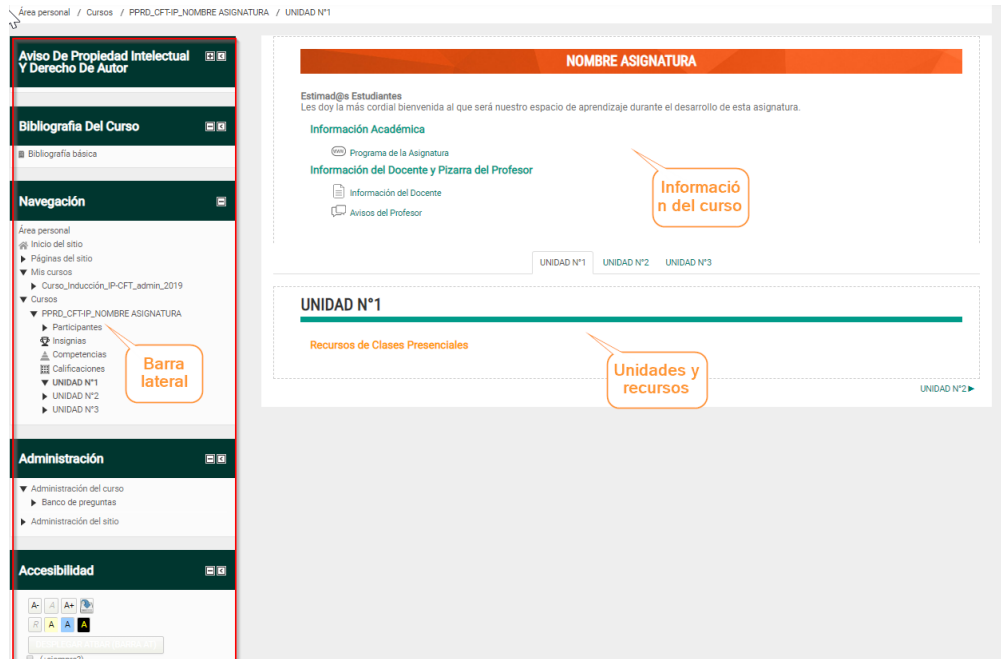 Área personal / Cursos / PPRD_CFT-IP_NOMBRE ASIGNATURA / UNIDAD N°1
Aviso De Propiedad Intelectual
Y Derecho De Autor
Bibliografia Del Curso
Bibliografía básica
Navegación
Área personal
Inicio del sitio
Páginas del sitio
Mis cursos
Curso_Inducción_IP-CFT_admin_2019
Cursos
PPRD_CFT-IP_NOMBRE ASIGNATURA
Participantes
Insignias
Competencias
Calificaciones
UNIDAD N°1
UNIDAD N°2
UNIDAD N°3
Barra
lateral
Administración
Administración del curso
Banco de preguntas
Administración del sitio
Accesibilidad
A- A A+
R A A A
NOMBRE ASIGNATURA
Estimad@s Estudiantes
Les doy la más cordial bienvenida al que será nuestro espacio de aprendizaje durante el desarrollo de esta asignatura.
Información Académica
Programa de la Asignatura
Información del Docente y Pizarra del Profesor
Información del Docente
Avisos del Profesor
Informació
n del curso
UNIDAD N°1 UNIDAD N°2 UNIDAD N°3
UNIDAD N°1
Recursos de Clases Presenciales
Unidades y
recursos
UNIDAD N°2